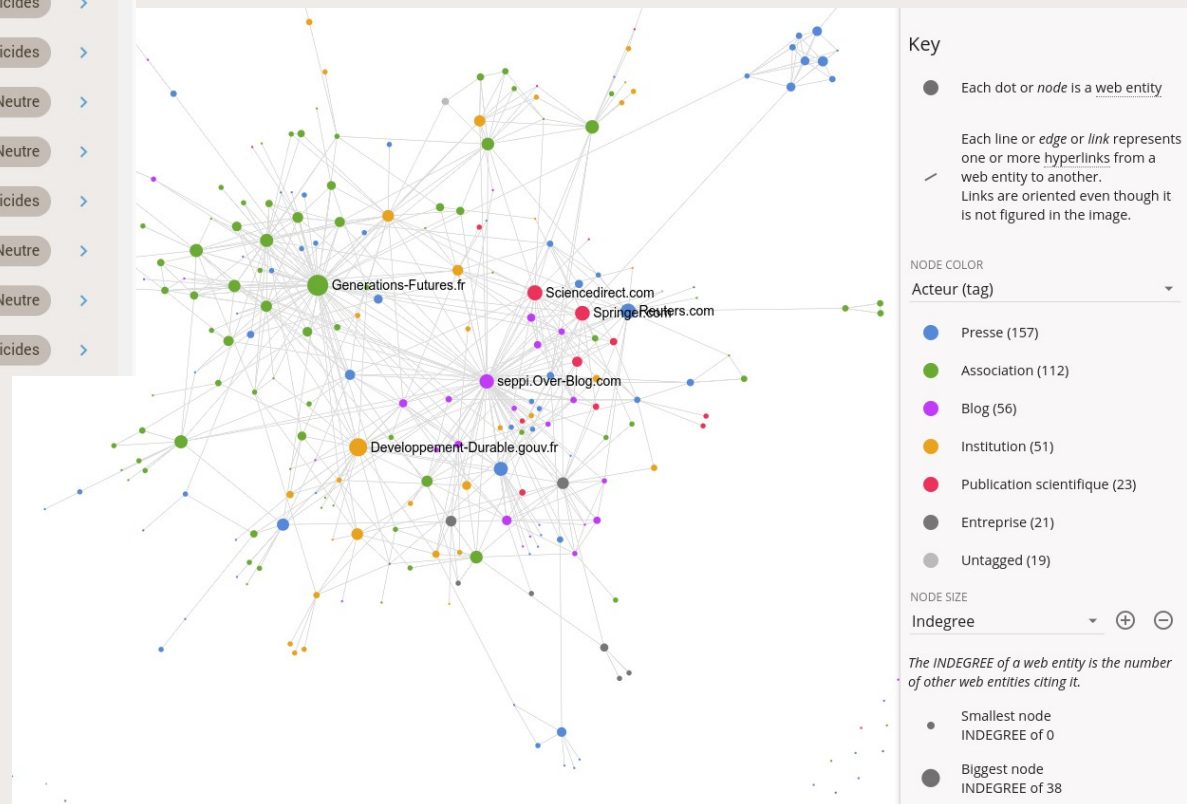 icides
icides
Neutre
Neutre
icides
Neutre
Neutre
icides
Generations-Futures.fr
Sciencedirect.com
Springer.com
Reuters.com
seppi.Over-Blog.com
Developpement-Durable.gouv.fr
Key
Each dot or node is a web entity
Each line or edge or link represents
one or more hyperlinks from a
web entity to another.
Links are oriented even though it
is not figured in the image.
NODE COLOR
Acteur (tag)
Presse (157)
Association (112)
Blog (56)
Institution (51)
Publication scientifique (23)
Entreprise (21)
Untagged (19)
NODE SIZE
Indegree
The INDEGREE of a web entity is the number
of other web entities citing it.
Smallest node
INDEGREE of 0
Biggest node
INDEGREE of 38